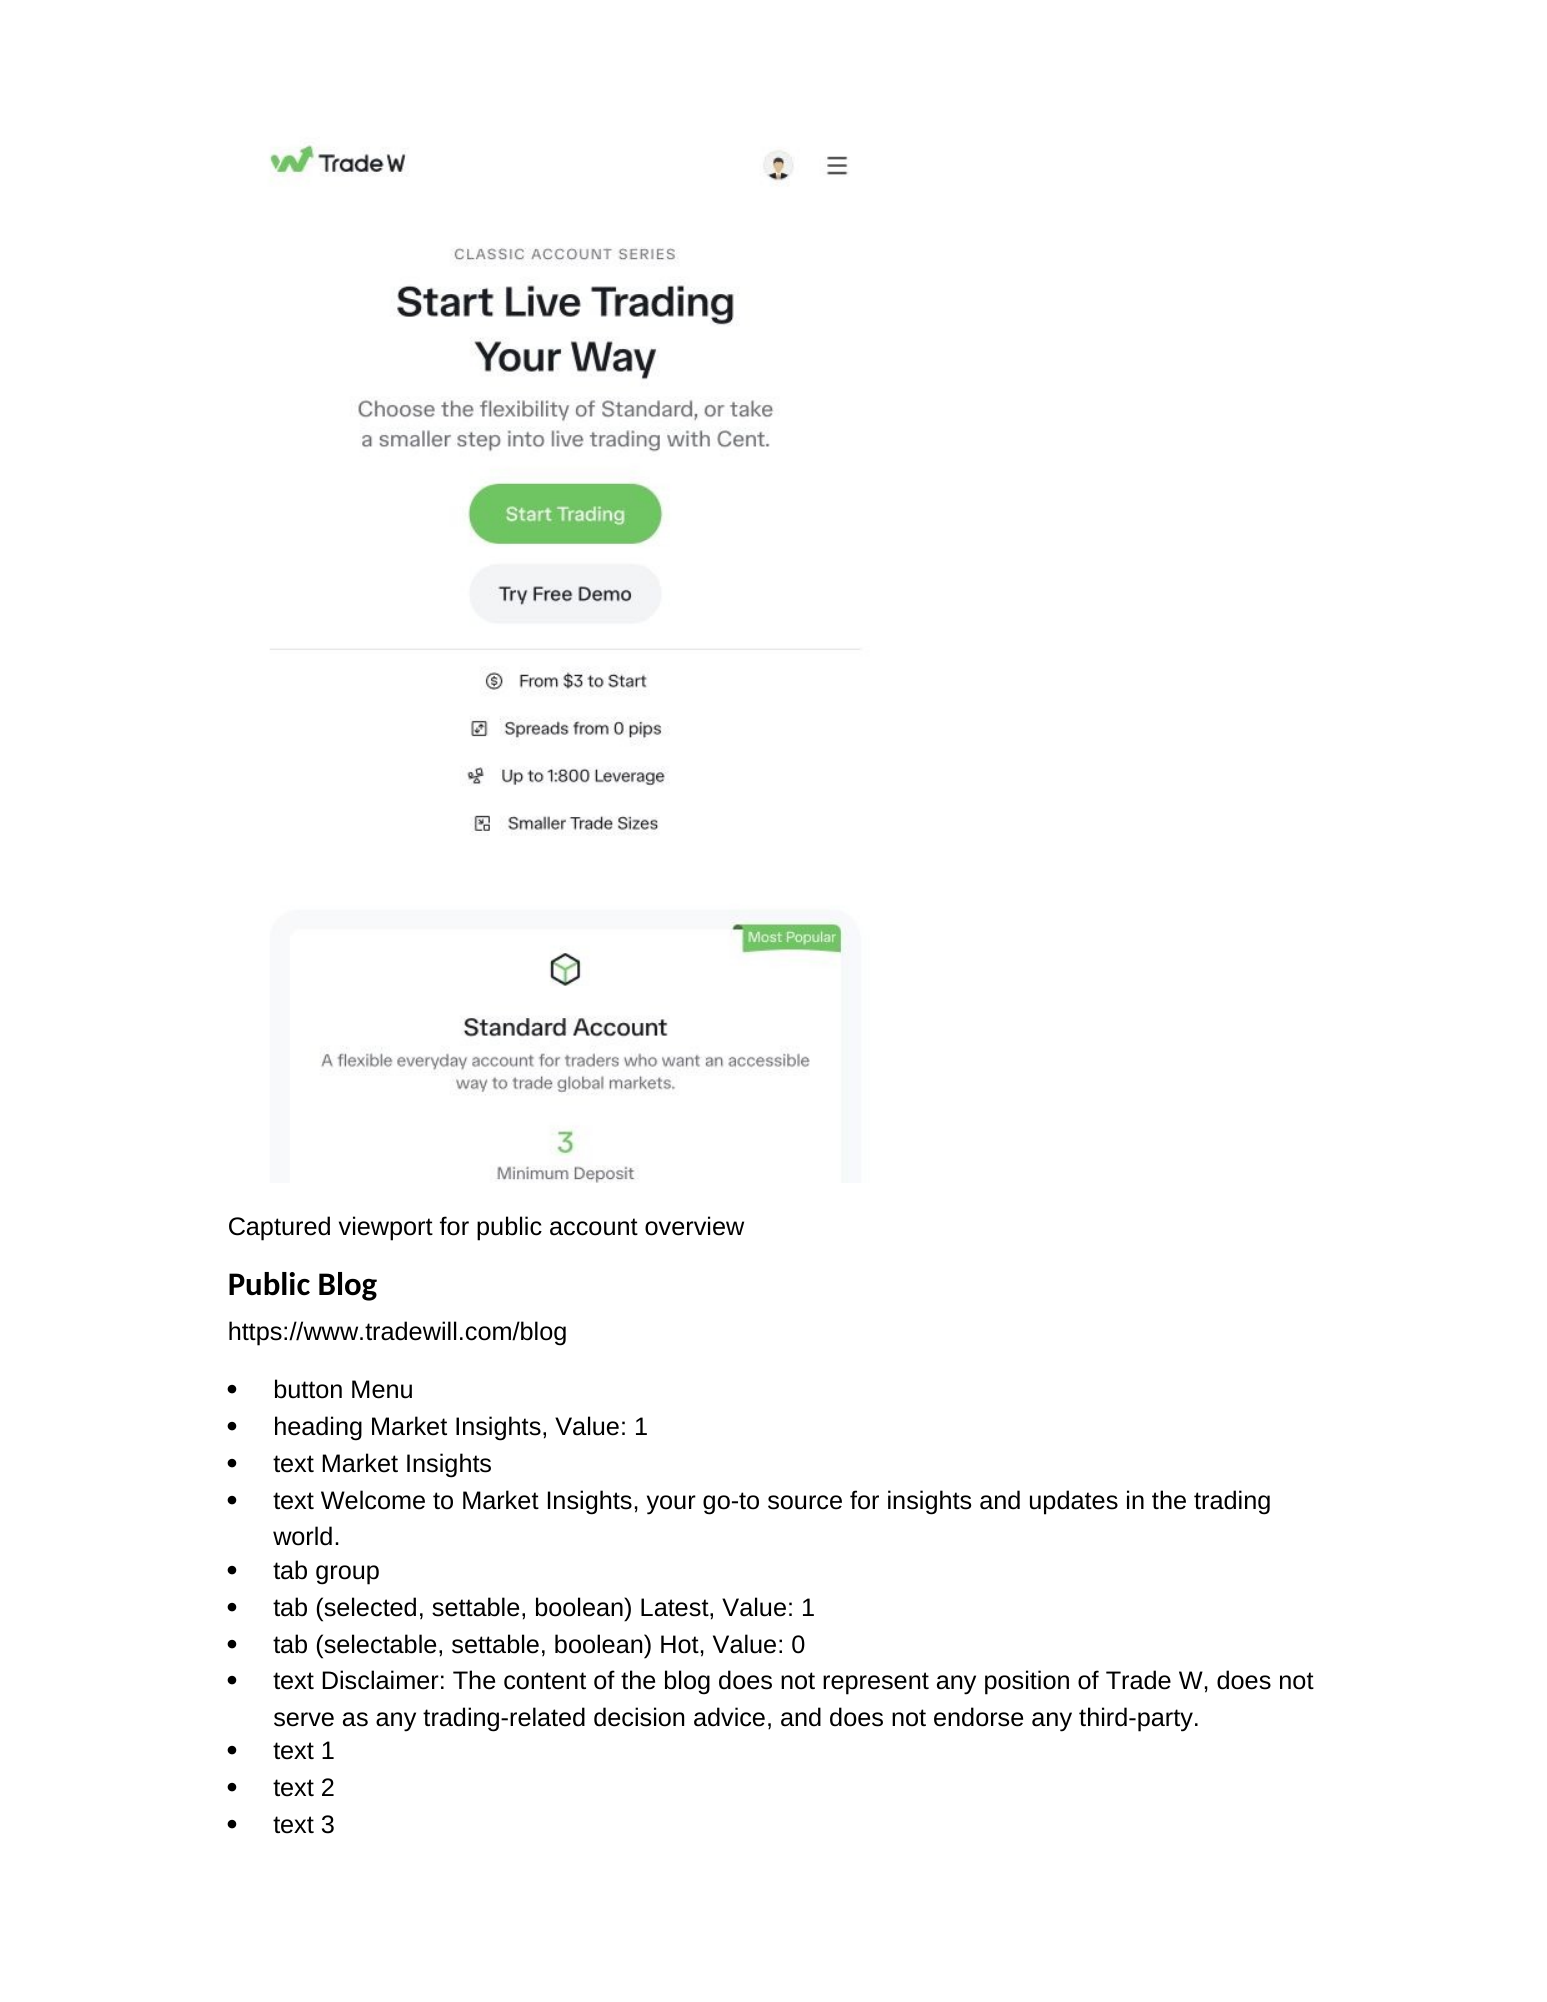 Trade W
CLASSIC ACCOUNT SERIES
Start Live Trading
Your Way
Choose the flexibility of Standard, or take
a smaller step into live trading with Cent.
Start Trading
Try Free Demo
From $3 to Start
Spreads from 0 pips
Up to 1:800 Leverage
Smaller Trade Sizes
Most Popular
Standard Account
A flexible everyday account for traders who want an accessible
way to trade global markets.
3
Minimum Deposit
Captured viewport for public account overview
Public Blog
https://www.tradewill.com/blog
• button Menu
• heading Market Insights, Value: 1
• text Market Insights
• text Welcome to Market Insights, your go-to source for insights and updates in the trading
world.
• tab group
• tab (selected, settable, boolean) Latest, Value: 1
• tab (selectable, settable, boolean) Hot, Value: 0
• text Disclaimer: The content of the blog does not represent any position of Trade W, does not
serve as any trading-related decision advice, and does not endorse any third-party.
• text 1
• text 2
• text 3